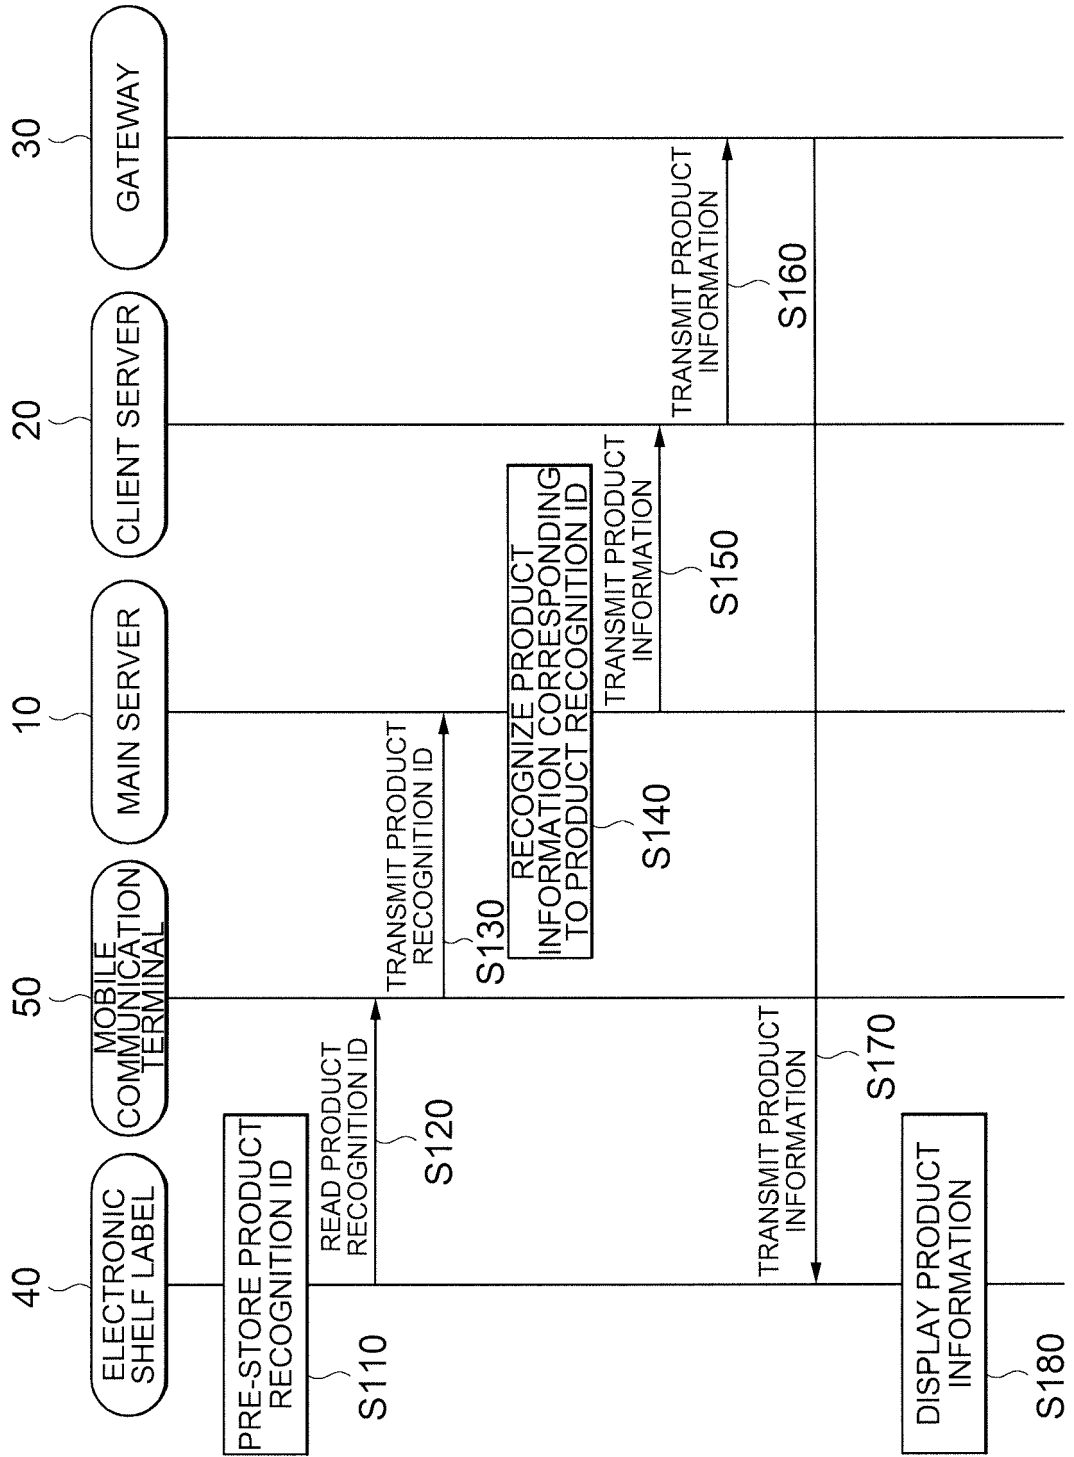 40
ELECTRONIC
SHELF LABEL
50
MOBILE
COMMUNICATION
TERMINAL
10
MAIN SERVER
20
CLIENT SERVER
30
GATEWAY
PRE-STORE PRODUCT
RECOGNITION ID
S110
READ PRODUCT
RECOGNITION ID
S120
TRANSMIT PRODUCT
RECOGNITION ID
S130
RECOGNIZE PRODUCT
INFORMATION CORRESPONDING
TO PRODUCT RECOGNITION ID
S140
TRANSMIT PRODUCT
INFORMATION
S150
TRANSMIT PRODUCT
INFORMATION
S160
TRANSMIT PRODUCT
INFORMATION
S170
DISPLAY PRODUCT
INFORMATION
S180